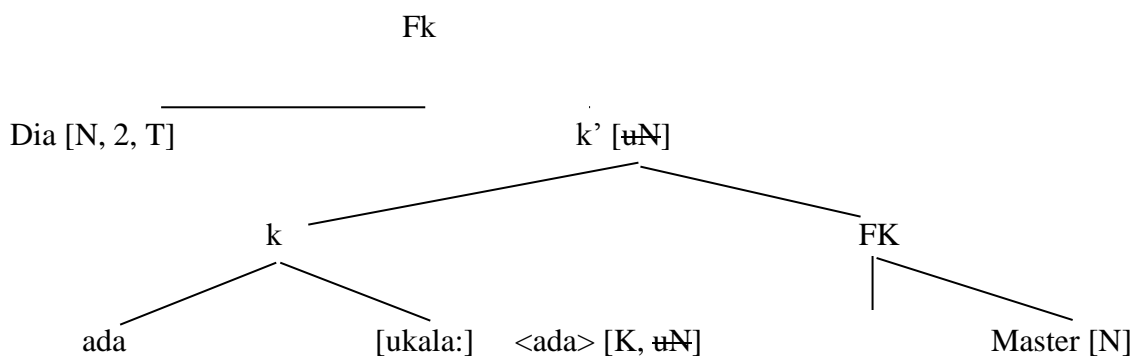 Fk
Dia [N, 2, T] k’ [uN]
k FK
ada [ukala:] <ada> [K, uN] Master [N]